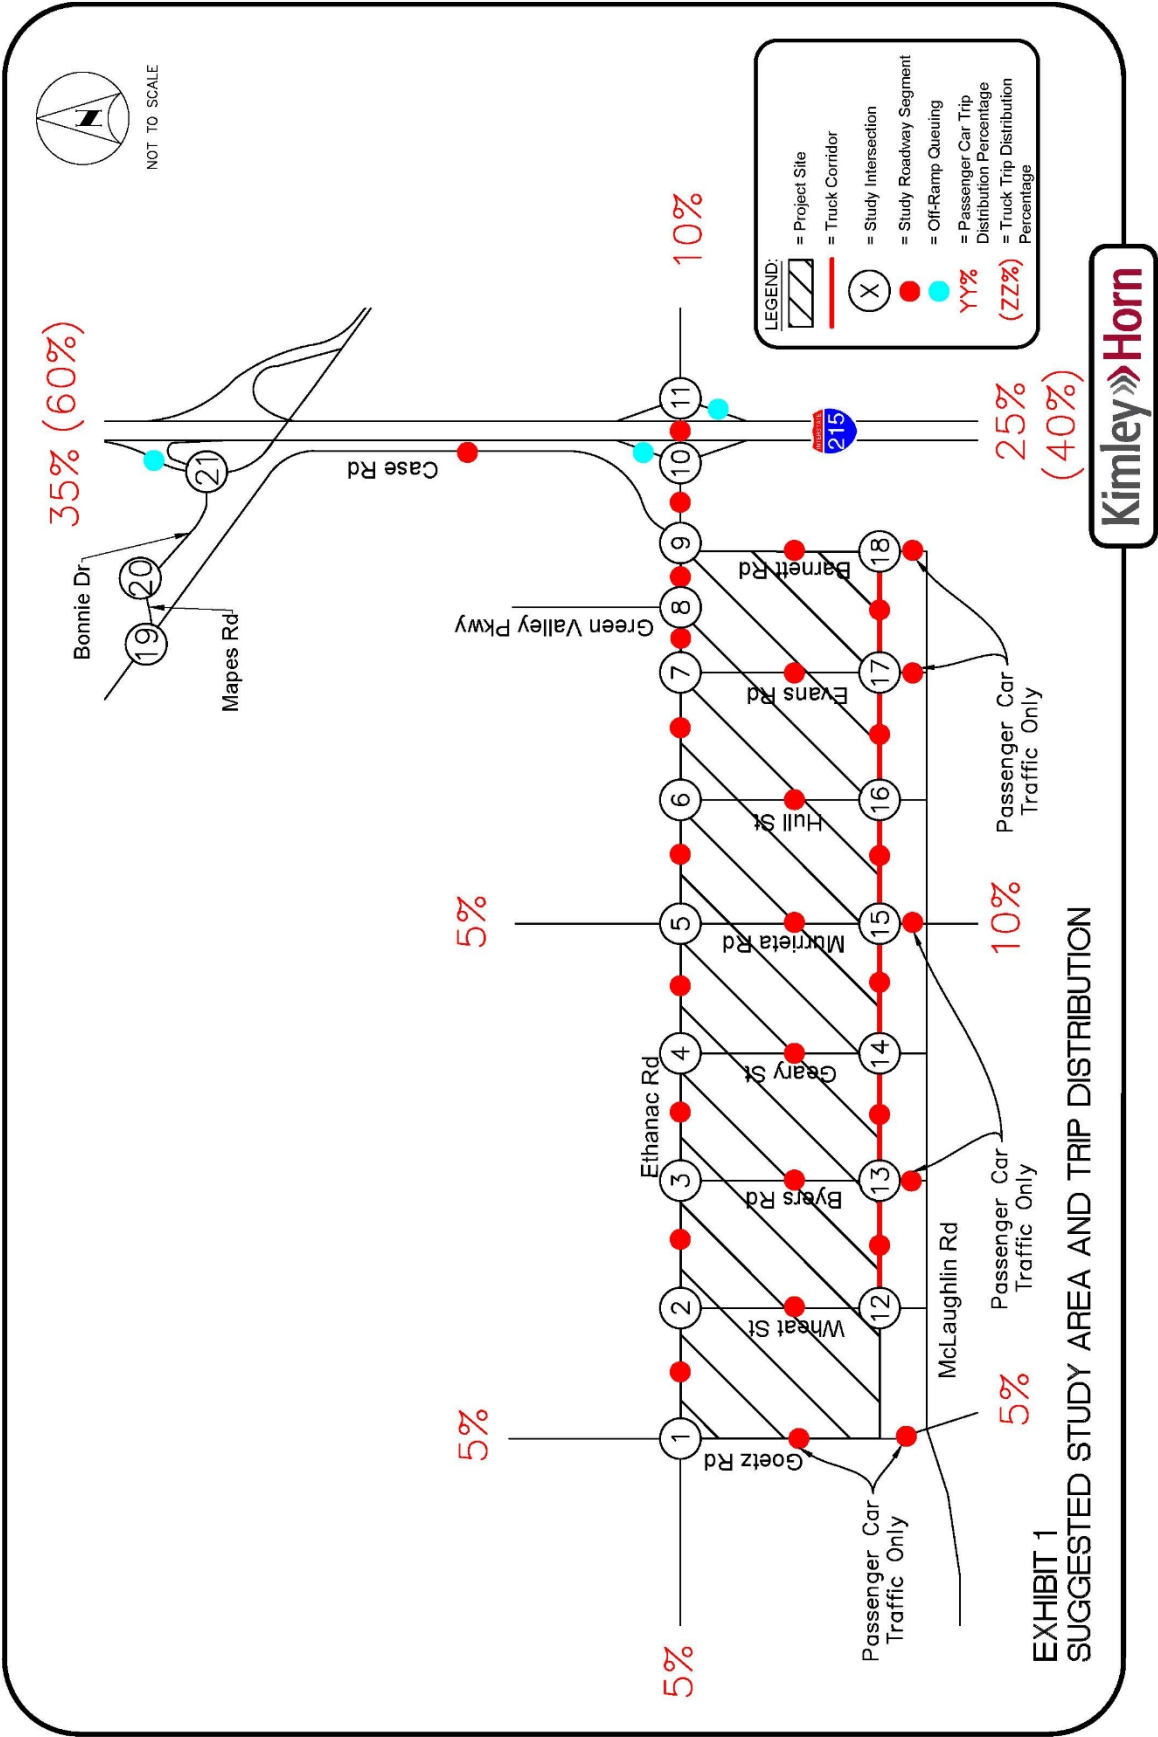 N
NOT TO SCALE
35% (60%)
Bonnie Dr
21
20
19
Mapes Rd
Case Rd
Green Valley Pkwy
5%
5%
10%
Ethanac Rd
1
2
3
4
5
6
7
8
9
10
11
5%
Goetz Rd
Wheat St
Byers Rd
Geary St
Murrieta Rd
Hull St
Evans Rd
Barnett Rd
12
13
14
15
16
17
18
McLaughlin Rd
INTERSTATE
215
Passenger Car
Traffic Only
5%
Passenger Car
Traffic Only
10%
Passenger Car
Traffic Only
25%
(40%)
LEGEND:
= Project Site
= Truck Corridor
X = Study Intersection
= Study Roadway Segment
= Off-Ramp Queuing
YY% = Passenger Car Trip
Distribution Percentage
(ZZ%) = Truck Trip Distribution
Percentage
EXHIBIT 1
SUGGESTED STUDY AREA AND TRIP DISTRIBUTION
Kimley»Horn